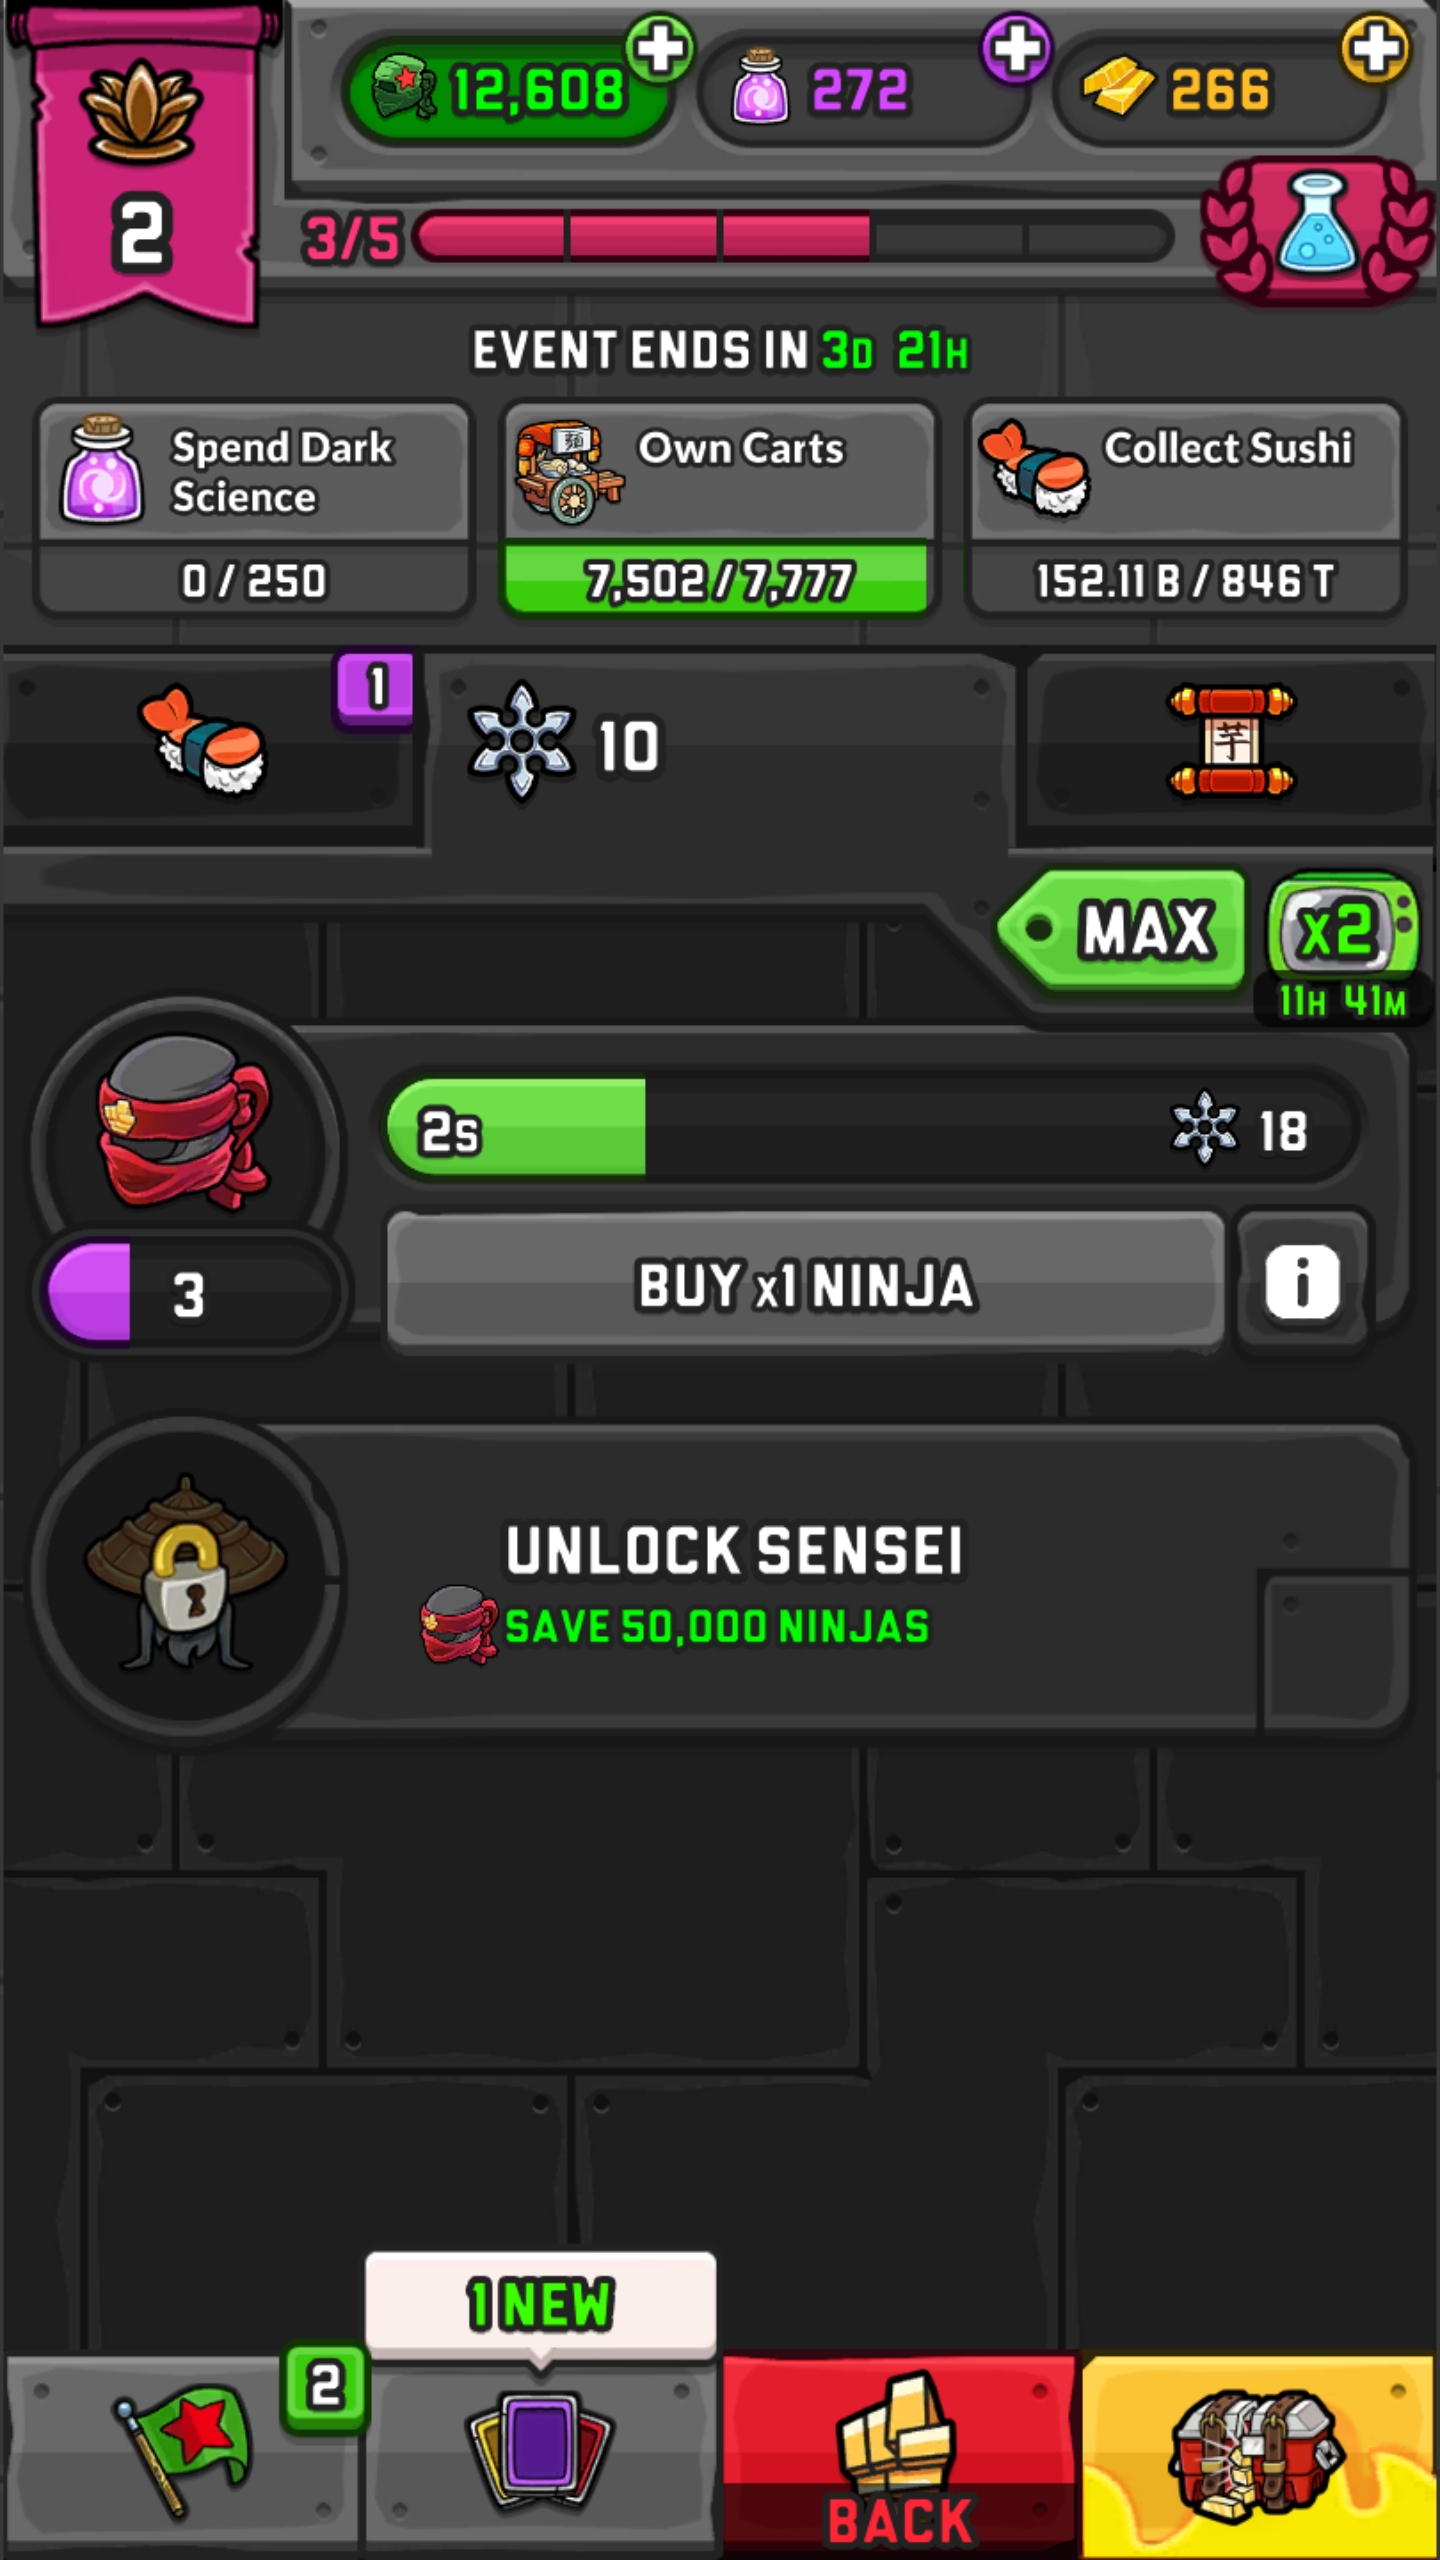 12,608
272
266
2
3/5
EVENT ENDS IN 3D 21H
Spend Dark
Science
0 / 250
Own Carts
7,502 / 7,777
Collect Sushi
152.11 B / 846 T
1
10
芋
MAX
x2
11H 41M
2s
18
3
BUY x1 NINJA
i
UNLOCK SENSEI
SAVE 50,000 NINJAS
1 NEW
2
BACK